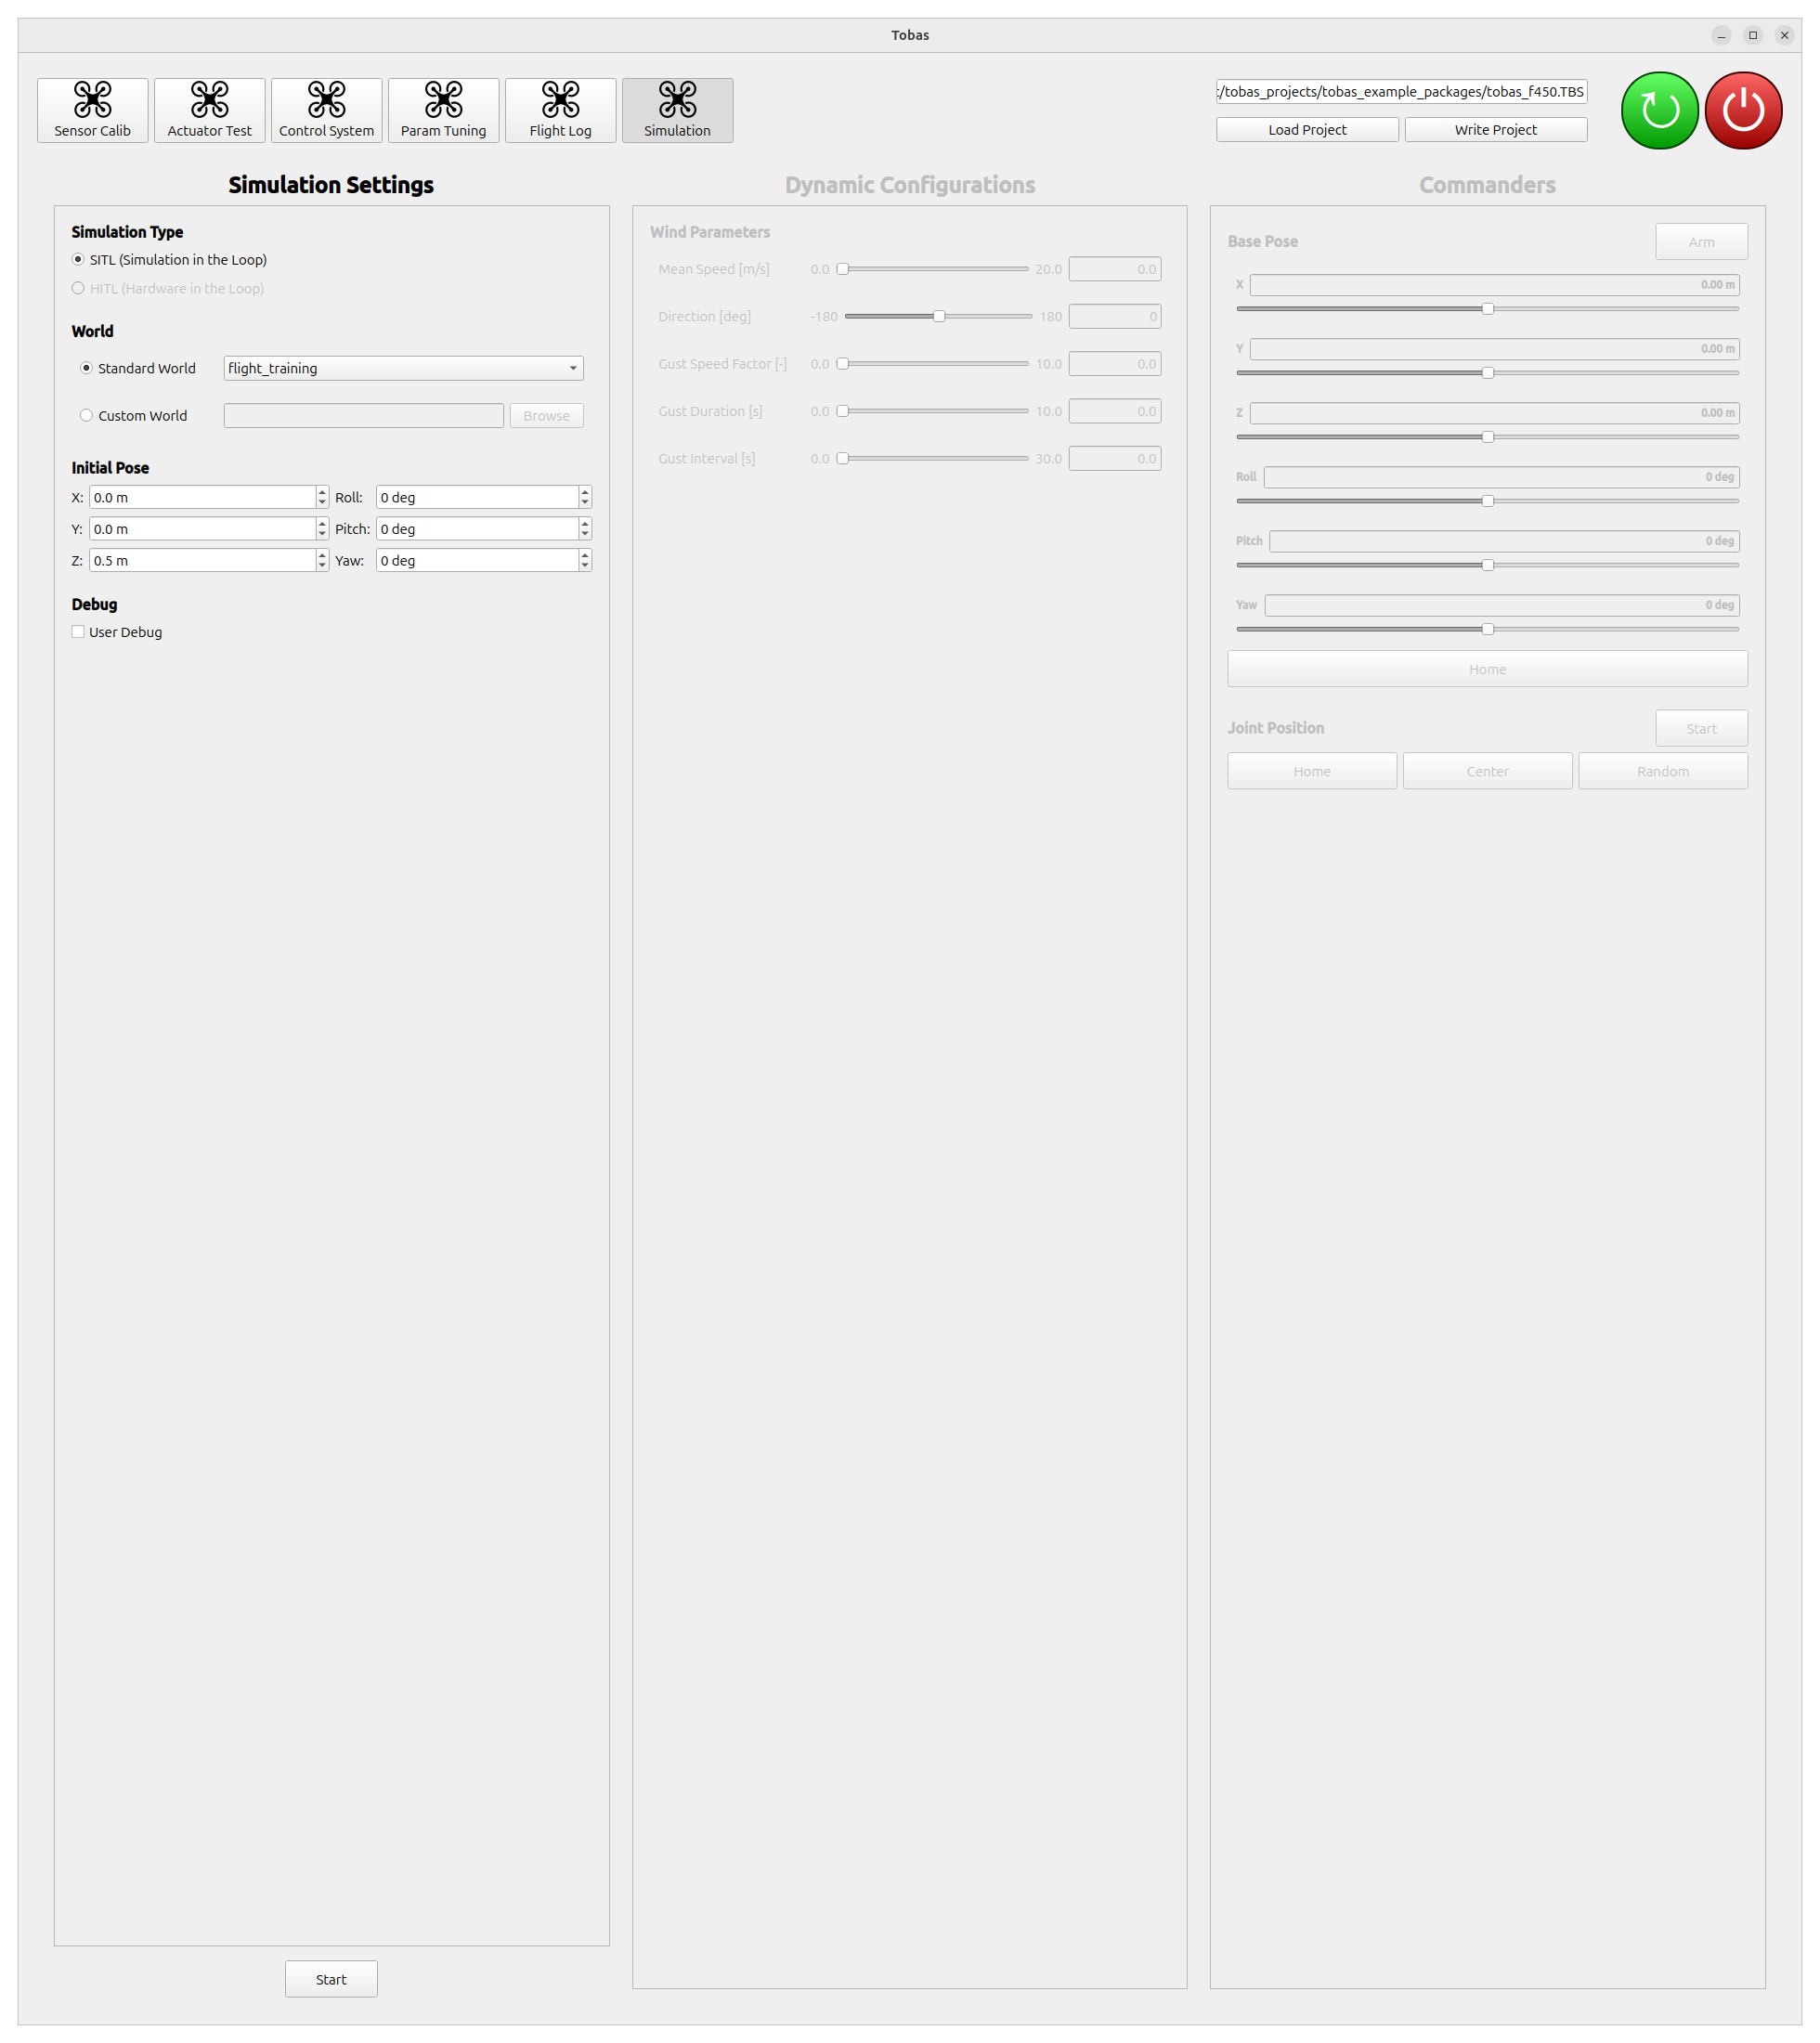 Tobas
Sensor Calib
Actuator Test
Control System
Param Tuning
Flight Log
Simulation
:/tobas_projects/tobas_example_packages/tobas_f450.TBS
Load Project
Write Project
Simulation Settings
Simulation Type
SITL (Simulation in the Loop)
HITL (Hardware in the Loop)
World
Standard World flight_training
Custom World Browse
Initial Pose
X: 0.0 m Roll: 0 deg
Y: 0.0 m Pitch: 0 deg
Z: 0.5 m Yaw: 0 deg
Debug
User Debug
Start
Dynamic Configurations
Wind Parameters
Mean Speed [m/s] 0.0 20.0 0.0
Direction [deg] -180 180 0
Gust Speed Factor [-] 0.0 10.0 0.0
Gust Duration [s] 0.0 10.0 0.0
Gust Interval [s] 0.0 30.0 0.0
Commanders
Base Pose Arm
X 0.00 m
Y 0.00 m
Z 0.00 m
Roll 0 deg
Pitch 0 deg
Yaw 0 deg
Home
Joint Position Start
Home Center Random